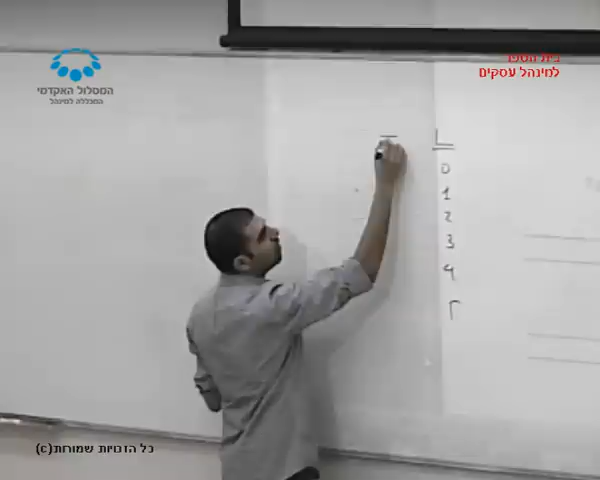 בית הספר
למינהל עסקים
המסלול האקדמי
המכללה למינהל
L
0
1
2
3
4
כל הזכויות שמורות(c)